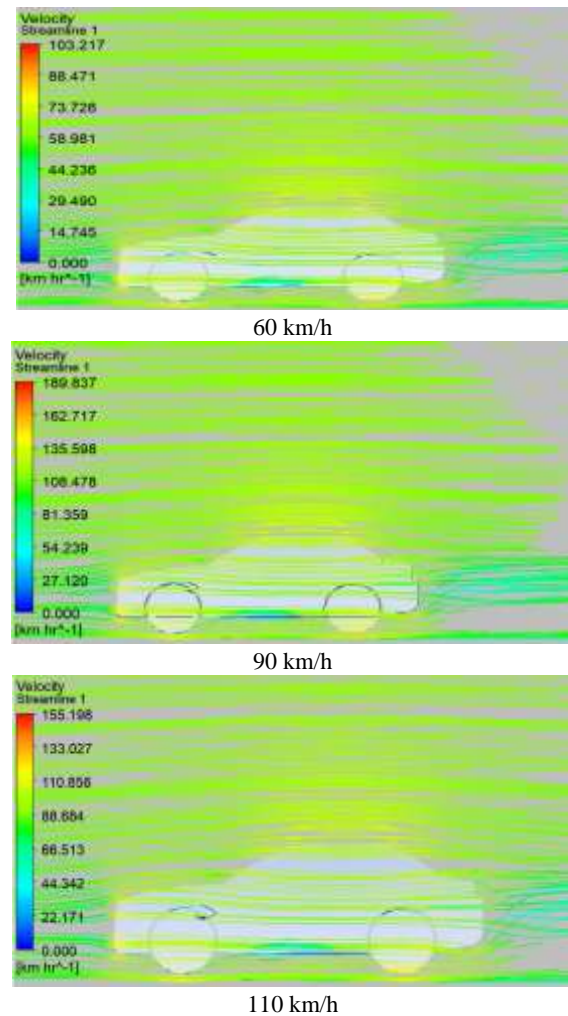 Velocity
Streamline 1
103.217
88.471
73.726
58.981
44.236
29.490
14.745
0.000
[km hr^-1]
60 km/h
Velocity
Streamline 1
189.837
162.717
135.598
108.478
81.359
54.239
27.120
0.000
[km hr^-1]
90 km/h
Velocity
Streamline 1
155.198
133.027
110.856
88.684
66.513
44.342
22.171
0.000
[km hr^-1]
110 km/h